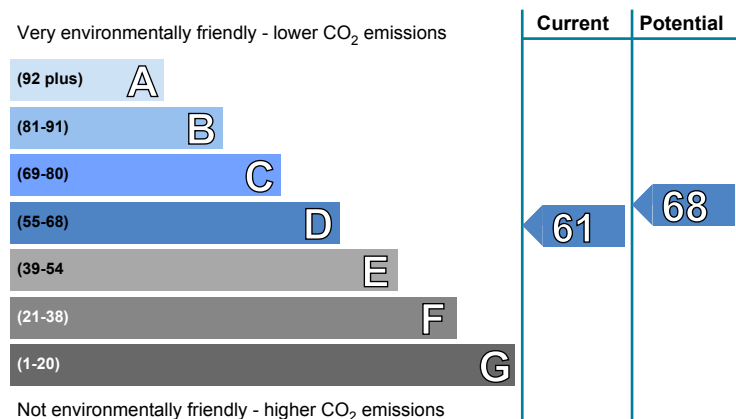 Current Potential
Very environmentally friendly - lower CO2 emissions
(92 plus) A
(81-91) B
(69-80) C
(55-68) D
(39-54 E
(21-38) F
(1-20) G
61
68
Not environmentally friendly - higher CO2 emissions